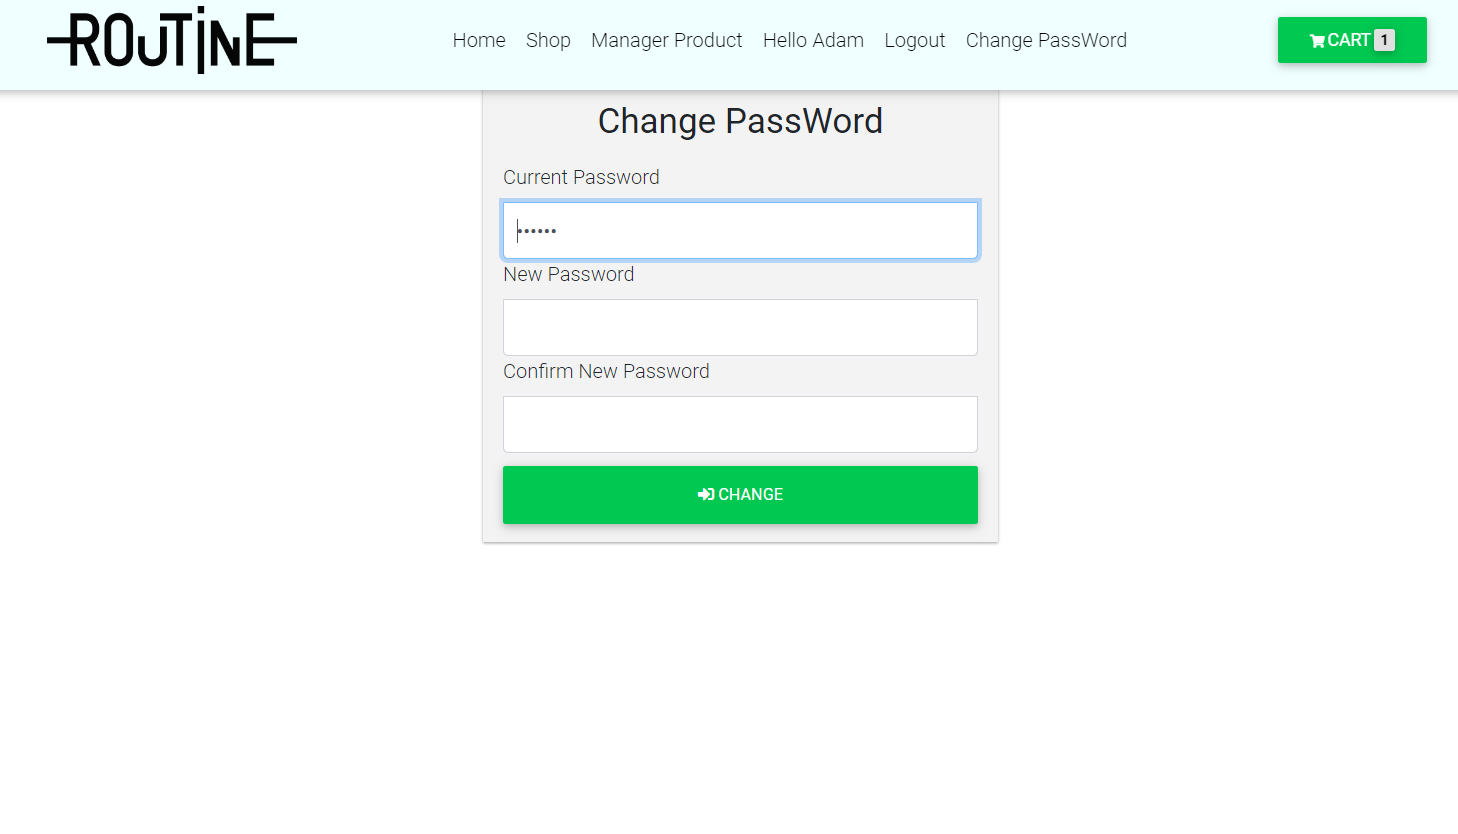 ROUTINE
Home Shop Manager Product Hello Adam Logout Change PassWord
CART 1
Change PassWord
Current Password
••••••
New Password
Confirm New Password
CHANGE